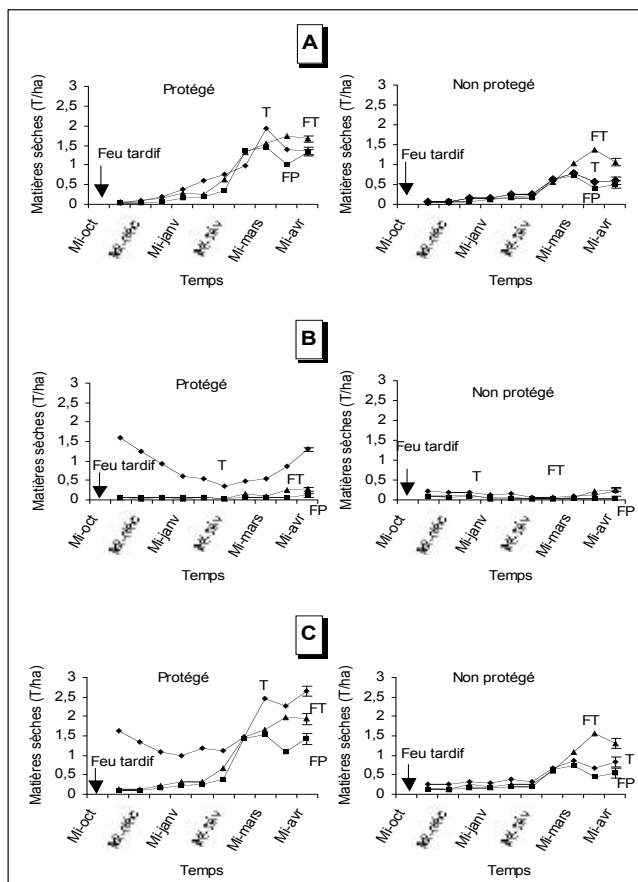 A
Protégé
Matières sèches (T/ha)
3
2,5
2
1,5
1
0,5
0
Feu tardif
T
FT
FP
Mi-oct
Mi-janv
Mi-mars
Mi-avr
Temps
Non protegé
Matières sèches (T/ha)
3
2,5
2
1,5
1
0,5
0
Feu tardif
FT
T
FP
Mi-oct
Mi-janv
Mi-mars
Mi-avr
Temps
B
Protégé
Matières sèches (T/ha)
3
2,5
2
1,5
1
0,5
0
Feu tardif
T
FT
FP
Mi-oct
Mi-janv
Mi-mars
Mi-avr
Temps
Non protégé
Matières sèches (T/ha)
3
2,5
2
1,5
1
0,5
0
Feu tardif
T
FT
FP
Mi-oct
Mi-janv
Mi-mars
Mi-avr
Temps
C
Protégé
Matières sèches (T/ha)
3
2,5
2
1,5
1
0,5
0
Feu tardif
T
FT
FP
Mi-oct
Mi-janv
Mi-mars
Mi-avr
Temps
Non protégé
Matières sèches (T/ha)
3
2,5
2
1,5
1
0,5
0
Feu tardif
FT
T
FP
Mi-oct
Mi-janv
Mi-mars
Mi-avr
Temps